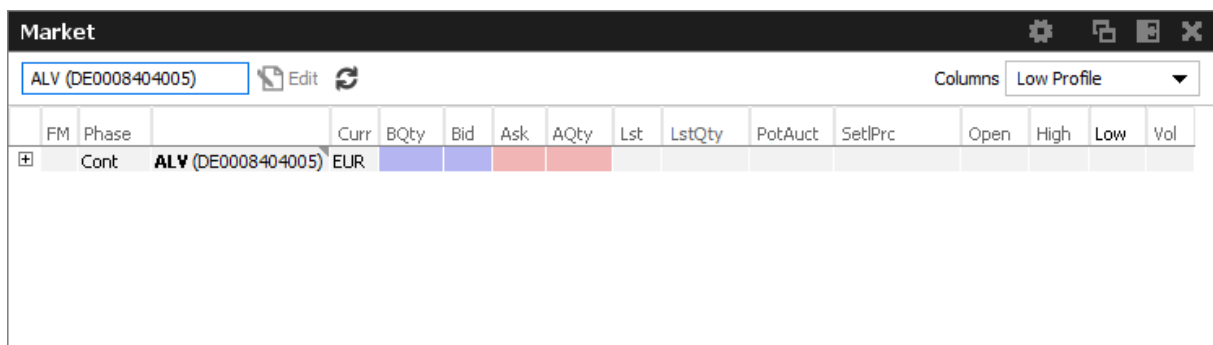 Market
ALV (DE0008404005) Edit Columns Low Profile
FM Phase Curr BQty Bid Ask AQty Lst LstQty PotAuct SetlPrc Open High Low Vol
Cont ALV (DE0008404005) EUR